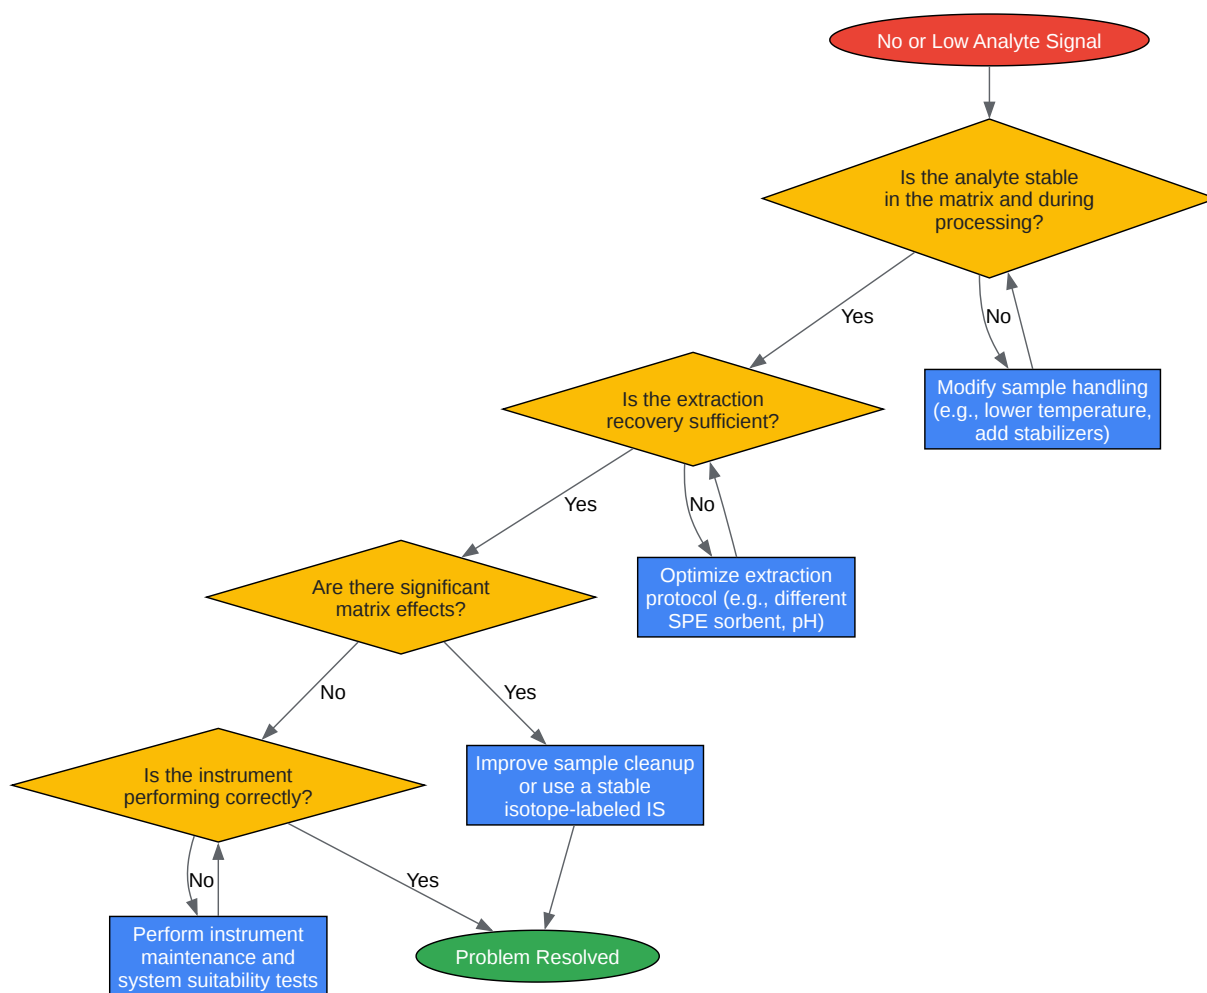 No or Low Analyte Signal
Is the analyte stable
in the matrix and during
processing?
Yes
No
Modify sample handling
(e.g., lower temperature,
add stabilizers)
Is the extraction
recovery sufficient?
Yes
No
Optimize extraction
protocol (e.g., different
SPE sorbent, pH)
Are there significant
matrix effects?
No
Yes
Improve sample cleanup
or use a stable
isotope-labeled IS
Is the instrument
performing correctly?
No
Yes
Perform instrument
maintenance and
system suitability tests
Problem Resolved